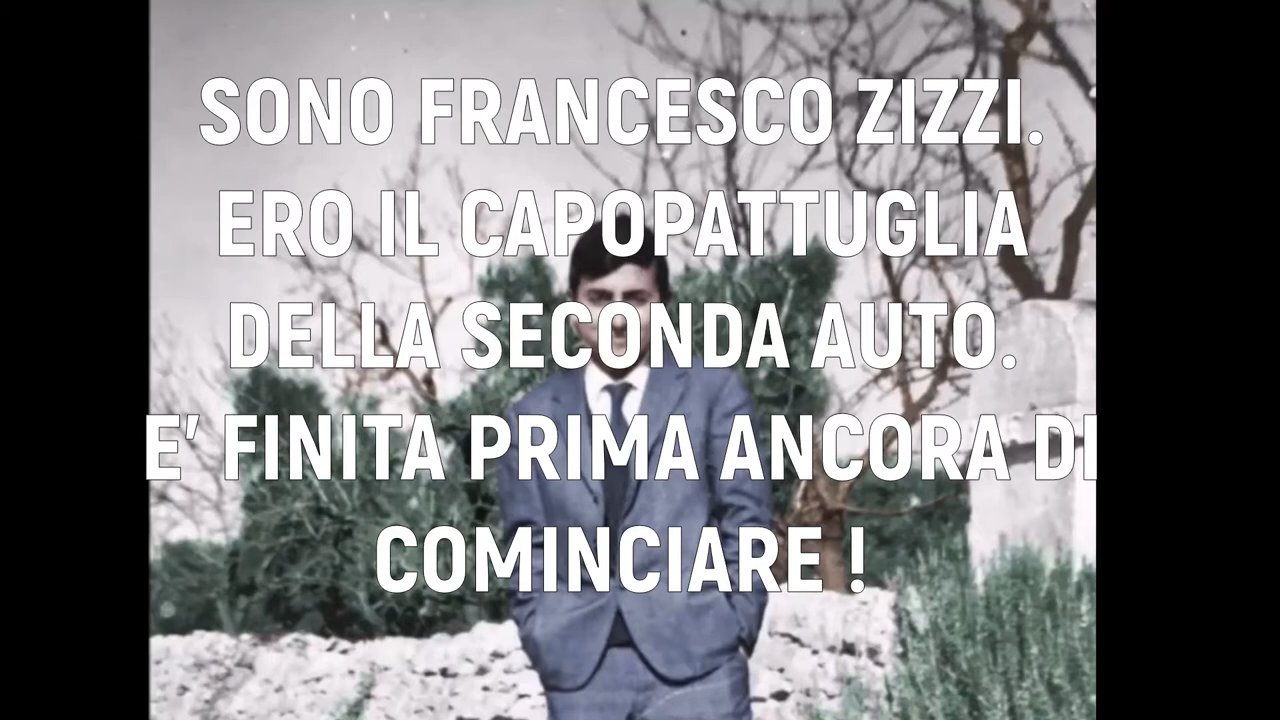 SONO FRANCESCO ZIZZI.
ERO IL CAPOPATTUGLIA
DELLA SECONDA AUTO.
E' FINITA PRIMA ANCORA DI
COMINCIARE !